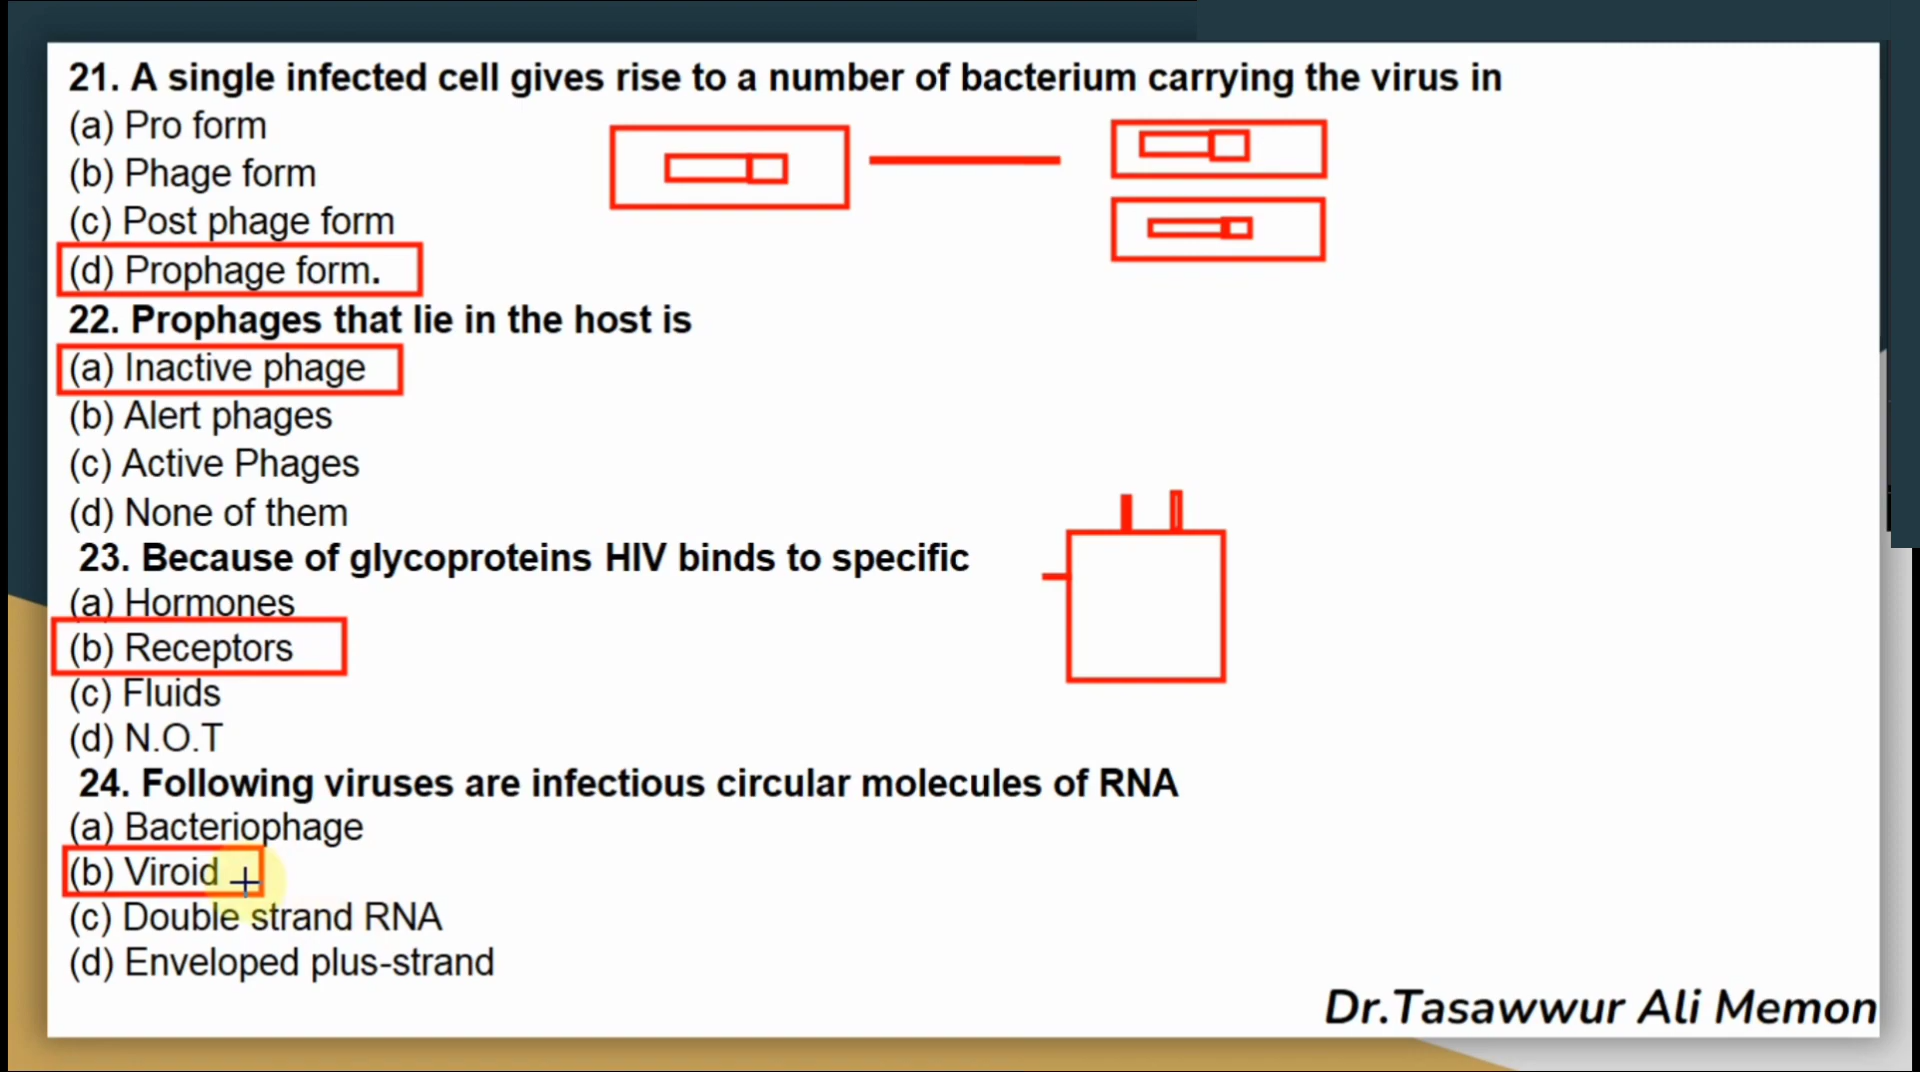 21. A single infected cell gives rise to a number of bacterium carrying the virus in
(a) Pro form
(b) Phage form
(c) Post phage form
(d) Prophage form.
22. Prophages that lie in the host is
(a) Inactive phage
(b) Alert phages
(c) Active Phages
(d) None of them
23. Because of glycoproteins HIV binds to specific
(a) Hormones
(b) Receptors
(c) Fluids
(d) N.O.T
24. Following viruses are infectious circular molecules of RNA
(a) Bacteriophage
(b) Viroid
(c) Double strand RNA
(d) Enveloped plus-strand
Dr.Tasawwur Ali Memon